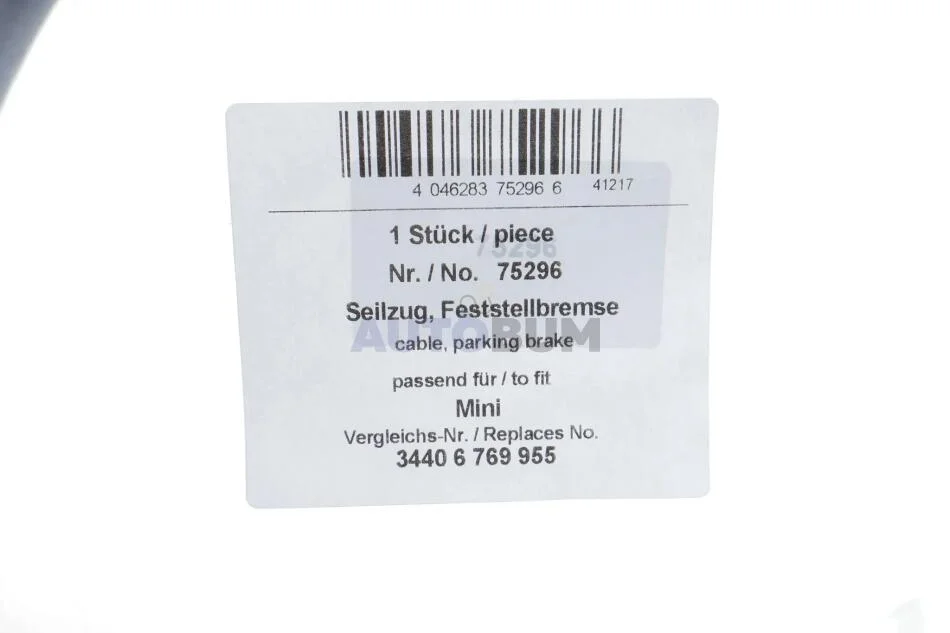 4 046283 75296 6 41217
1 Stück / piece
75296
Nr. / No. 75296
Seilzug, Feststellbremse
AUTOBUM
cable, parking brake
passend für / to fit
Mini
Vergleichs-Nr. / Replaces No.
3440 6 769 955